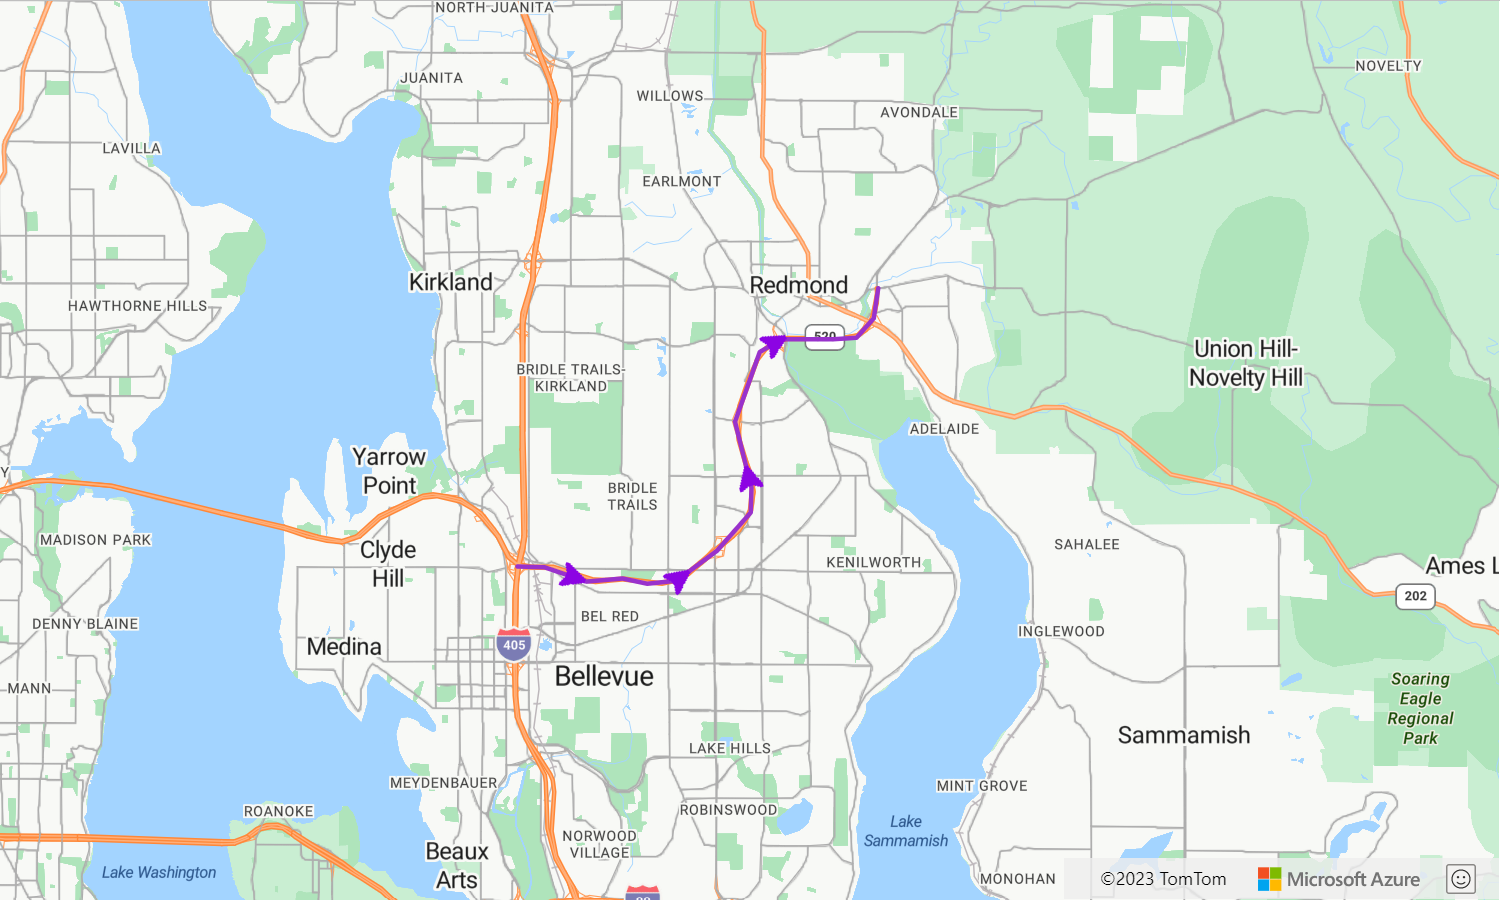 NORTH JUANITA
NOVELTY
JUANITA
WILLOWS
AVONDALE
LAVILLA
EARLMONT
Kirkland
Redmond
HAWTHORNE HILLS
520
Union Hill-
Novelty Hill
BRIDLE TRAILS-
KIRKLAND
ADELAIDE
Yarrow
Point
Y
BRIDLE
TRAILS
MADISON PARK
SAHALEE
Clyde
Hill
KENILWORTH
Ames L
202
DENNY BLAINE
BEL RED
INGLEWOOD
405
Medina
Bellevue
MANN
Soaring
Eagle
Regional
Park
Sammamish
LAKE HILLS
MEYDENBAUER
MINT GROVE
ROANOKE
ROBINSWOOD
Lake
Sammamish
NORWOOD
VILLAGE
Beaux
Arts
Lake Washington
MONOHAN
©2023 TomTom
Microsoft Azure